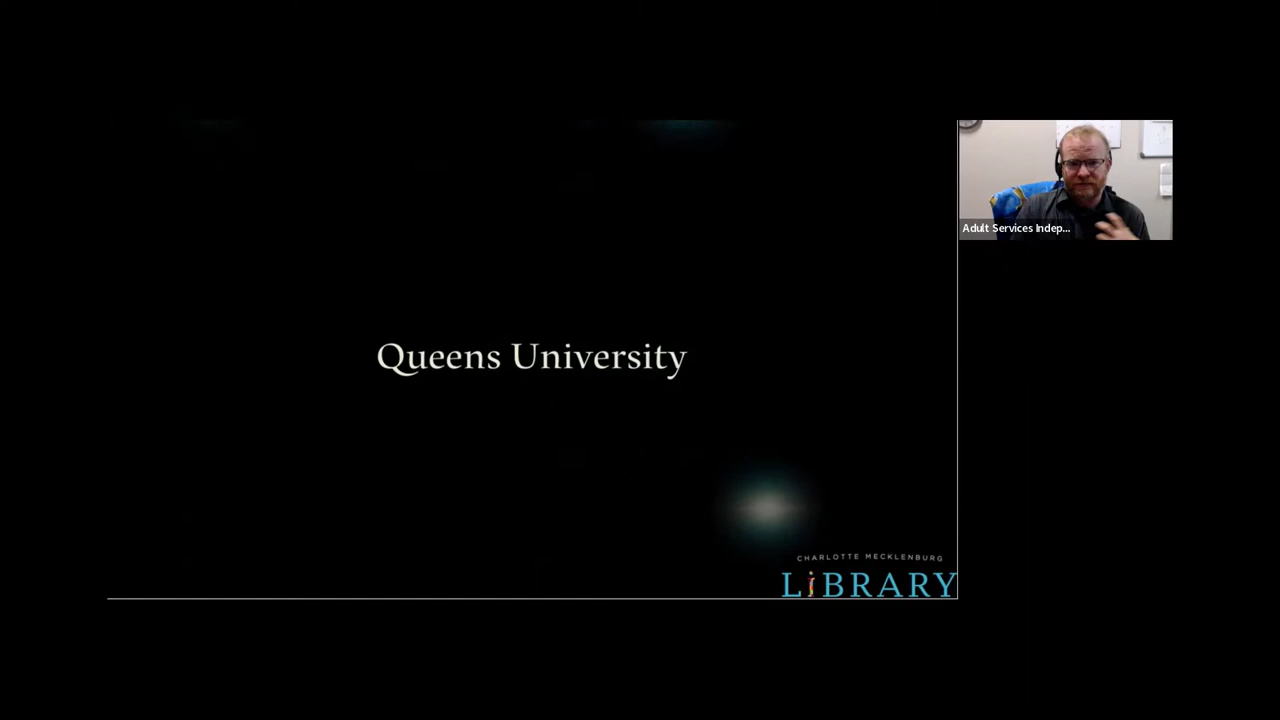 Queens University
Adult Services Indep...
CHARLOTTE MECKLENBURG
LiBRARY